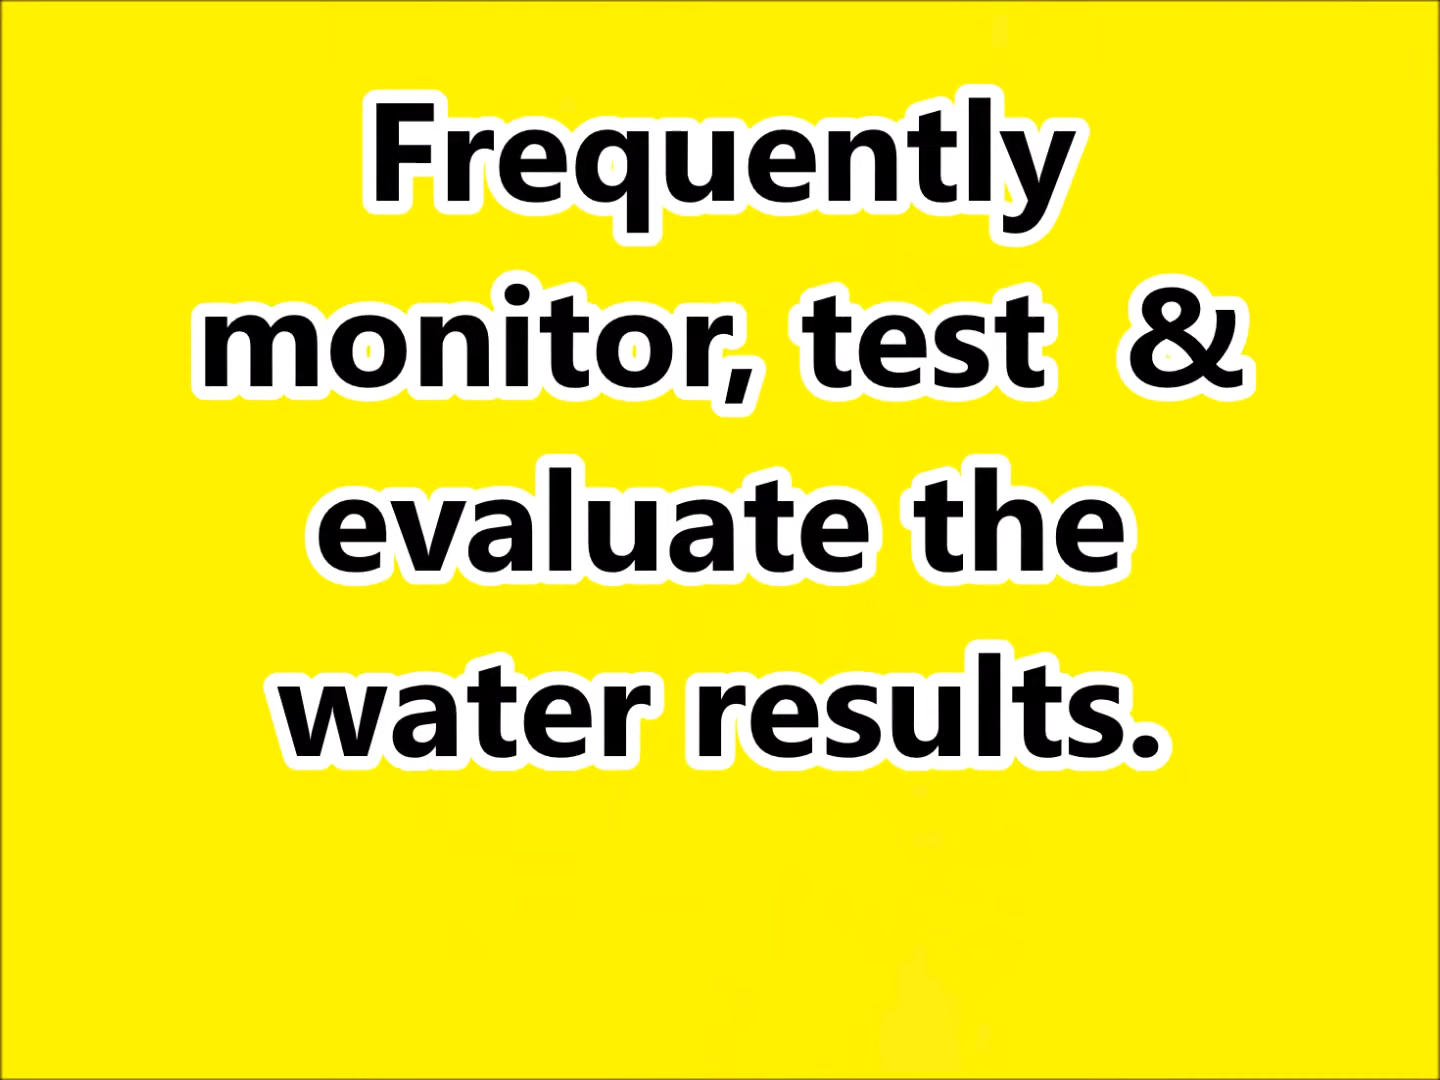 Frequently
monitor, test  &
evaluate the
water results.